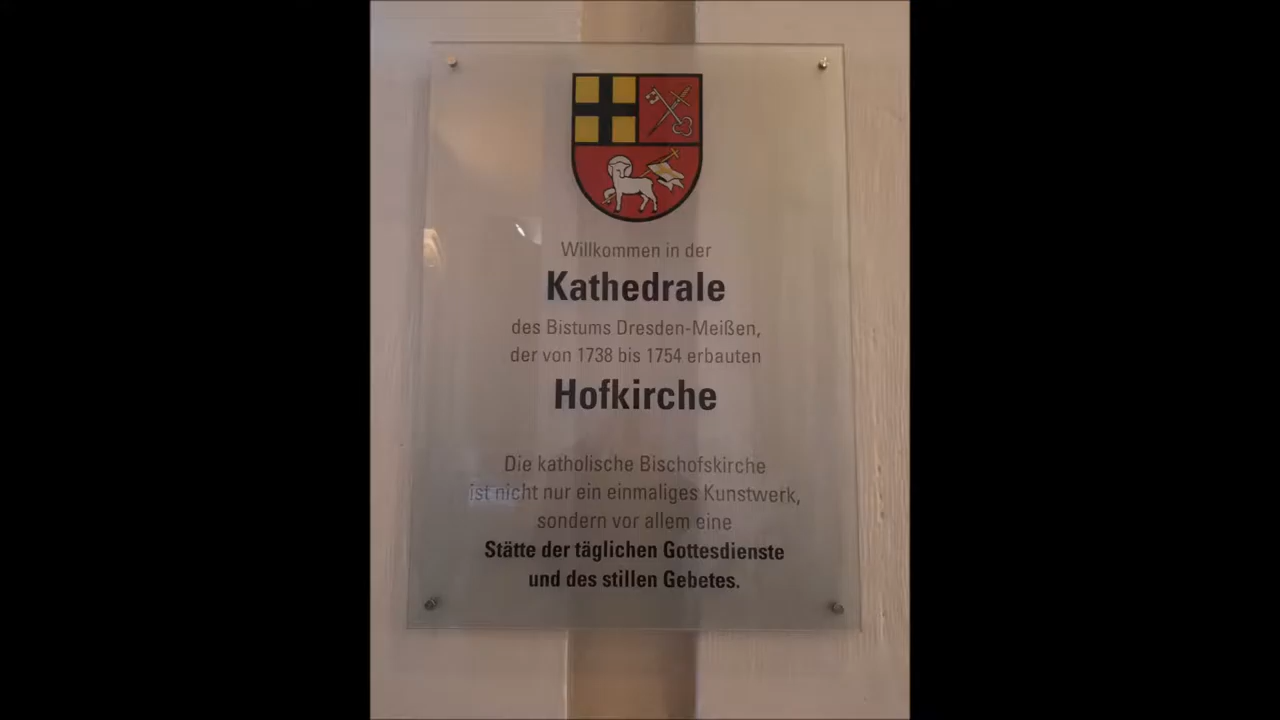 Willkommen in der
Kathedrale
des Bistums Dresden-Meißen,
der von 1738 bis 1754 erbauten
Hofkirche
Die katholische Bischofskirche
ist nicht nur ein einmaliges Kunstwerk,
sondern vor allem eine
Stätte der täglichen Gottesdienste
und des stillen Gebetes.